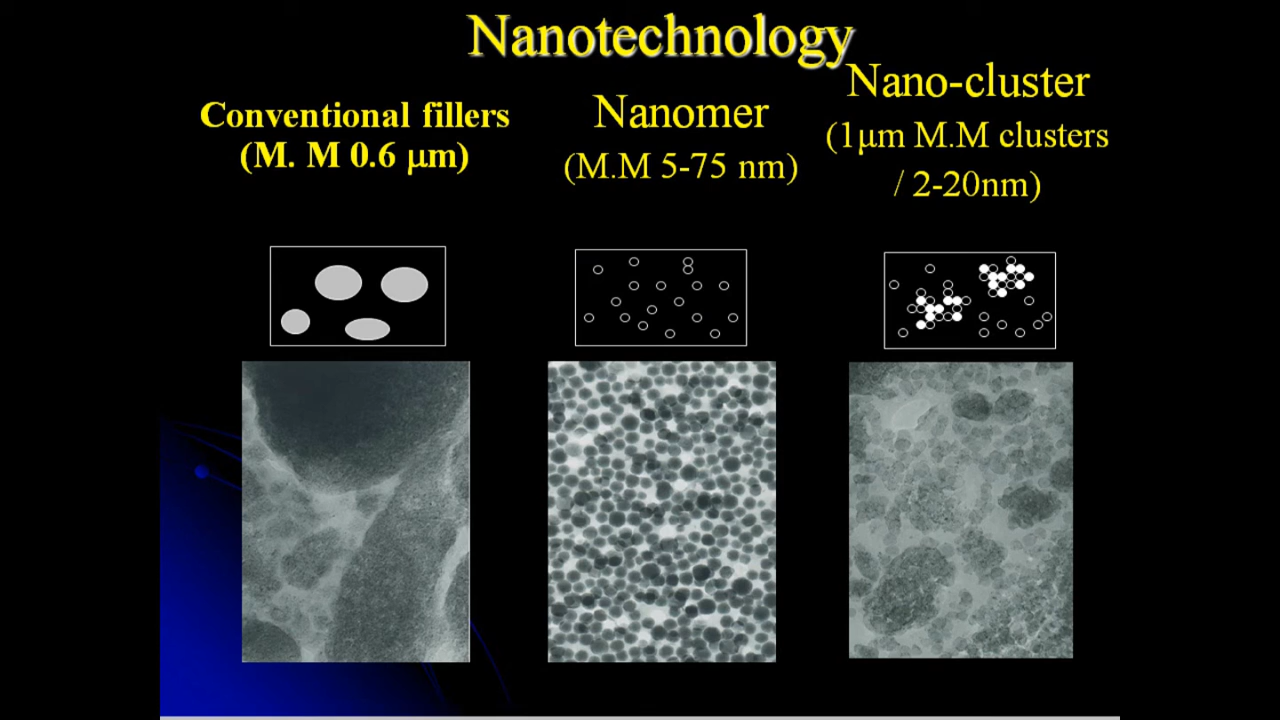 Nanotechnology
Conventional fillers
(M. M 0.6 µm)
Nanomer
(M.M 5-75 nm)
Nano-cluster
(1µm M.M clusters
/ 2-20nm)